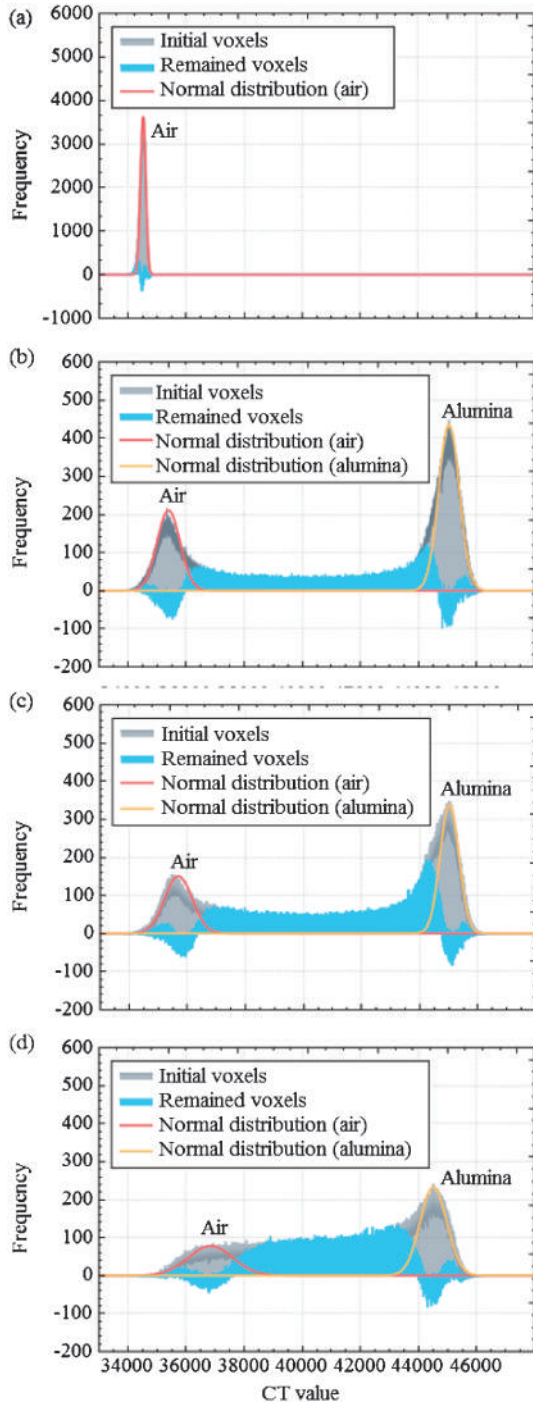 (a)
6000
5000
4000
3000
2000
1000
0
-1000
Frequency
Initial voxels
Remained voxels
Normal distribution (air)
Air
(b)
600
500
400
300
200
100
0
-100
-200
Frequency
Initial voxels
Remained voxels
Normal distribution (air)
Normal distribution (alumina)
Air
Alumina
(c)
600
500
400
300
200
100
0
-100
-200
Frequency
Initial voxels
Remained voxels
Normal distribution (air)
Normal distribution (alumina)
Air
Alumina
(d)
600
500
400
300
200
100
0
-100
-200
Frequency
Initial voxels
Remained voxels
Normal distribution (air)
Normal distribution (alumina)
Air
Alumina
34000 36000 38000 40000 42000 44000 46000
CT value